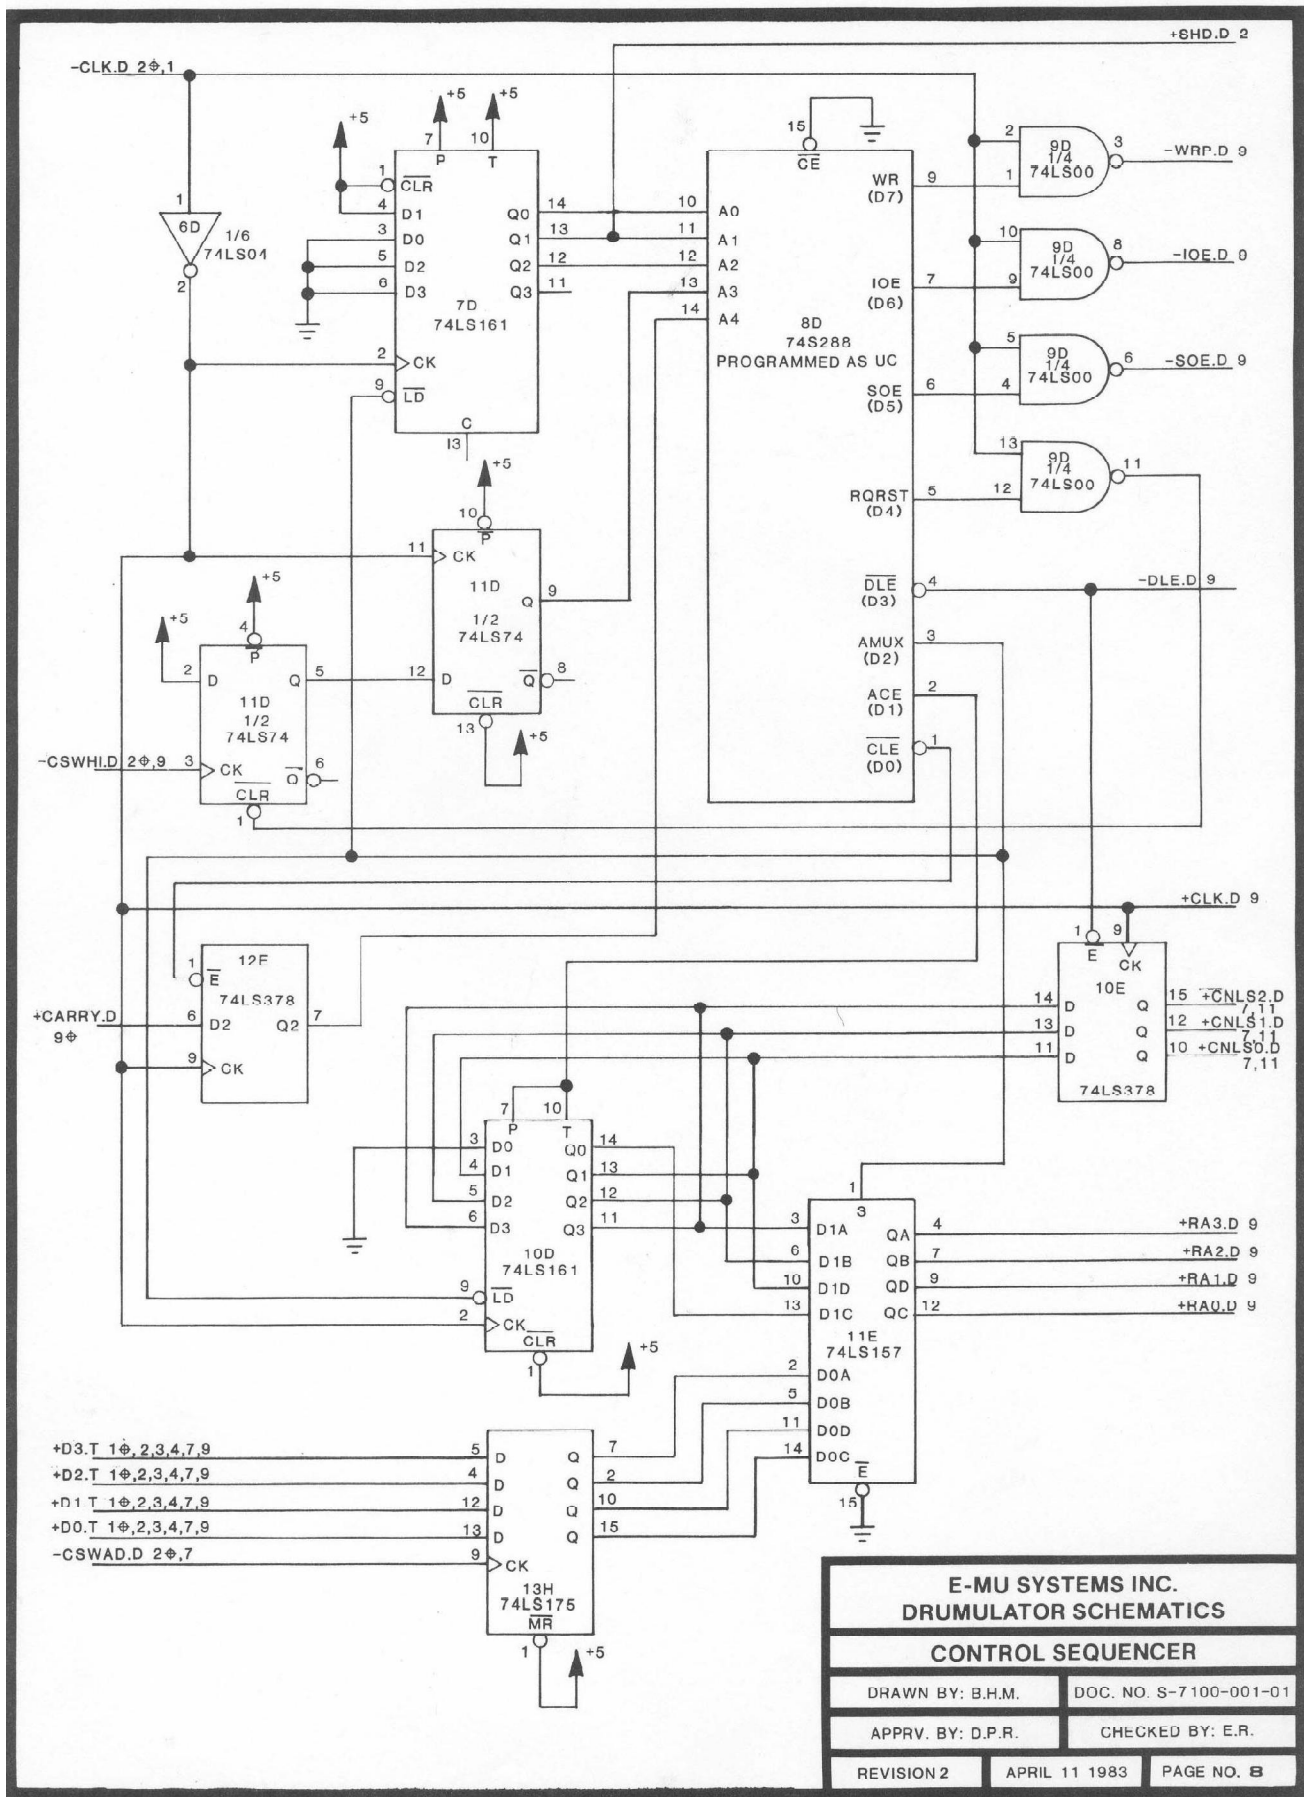 +SHD.D 2
-CLK.D 2Φ,1
+5
+5
+5
7
10
P
T
1
CLR
4
D1
3
D0
5
D2
6
D3
Q0
14
Q1
13
Q2
12
Q3
11
7D
74LS161
2
CK
9
LD
C
13
1
6D
1/6
74LS04
2
15
CE
10
A0
11
A1
12
A2
13
A3
14
A4
8D
74S288
PROGRAMMED AS UC
WR
(D7)
9
IOE
(D6)
7
SOE
(D5)
6
RQRST
(D4)
5
DLE
(D3)
4
AMUX
(D2)
3
ACE
(D1)
2
CLE
(D0)
1
2
1
9D
1/4
74LS00
3
-WRP.D 9
10
9
9D
1/4
74LS00
8
-IOE.D 9
5
4
9D
1/4
74LS00
6
-SOE.D 9
13
12
9D
1/4
74LS00
11
-DLE.D 9
+5
10
P
11
CK
11D
1/2
74LS74
Q
9
12
D
Q
8
CLR
13
+5
+5
+5
4
P
2
D
Q
5
11D
1/2
74LS74
-CSWHI.D 2Φ,9
3
CK
Q
6
CLR
1
+CLK.D 9
1
E
12F
74LS378
+CARRY.D
9Φ
6
D2
Q2
7
9
CK
1
E
9
CK
10E
14
D
Q
15
+CNLS2.D
7,11
13
D
Q
12
+CNLS1.D
7,11
11
D
Q
10
+CNLS0.D
7,11
74LS378
7
P
10
T
3
D0
4
D1
5
D2
6
D3
Q0
14
Q1
13
Q2
12
Q3
11
10D
74LS161
9
LD
2
CK
CLR
1
+5
1
3
3
D1A
6
D1B
10
D1D
13
D1C
11E
74LS157
2
D0A
5
D0B
11
D0D
14
D0C
E
15
QA
4
+RA3.D 9
QB
7
+RA2.D 9
QD
9
+RA1.D 9
QC
12
+RA0.D 9
+D3.T 1Φ,2,3,4,7,9
5
D
Q
7
+D2.T 1Φ,2,3,4,7,9
4
D
Q
2
+D1.T 1Φ,2,3,4,7,9
12
D
Q
10
+D0.T 1Φ,2,3,4,7,9
13
D
Q
15
-CSWAD.D 2Φ,7
9
CK
13H
74LS175
MR
1
+5
E-MU SYSTEMS INC.
DRUMULATOR SCHEMATICS
CONTROL SEQUENCER
DRAWN BY: B.H.M.
DOC. NO. S-7100-001-01
APPRV. BY: D.P.R.
CHECKED BY: E.R.
REVISION 2
APRIL 11 1983
PAGE NO. 8